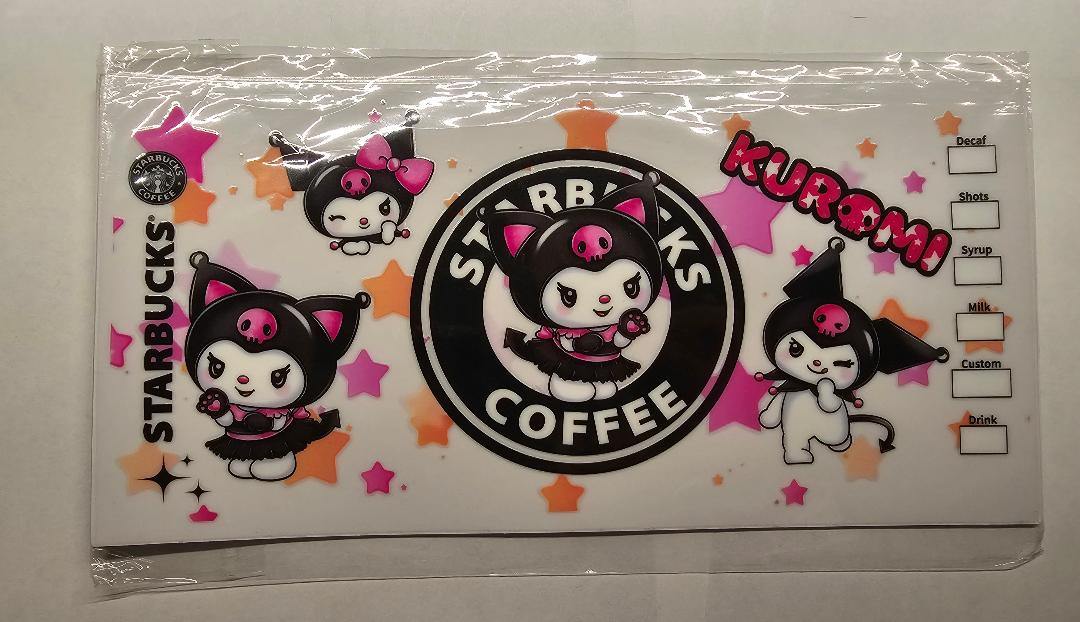 STARBUCKS
COFFEE
STARBUCKS®
STARBUCKS
COFFEE
KUROMI
Decaf
Shots
Syrup
Milk
Custom
Drink